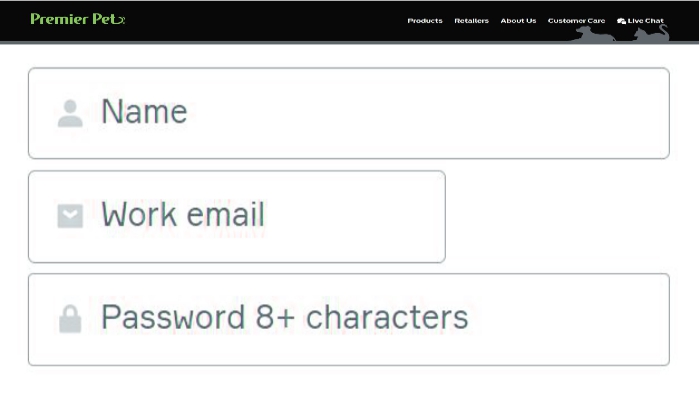 Premier Pet
Products Retailers About Us Customer Care Live Chat
Name
Work email
Password 8+ characters